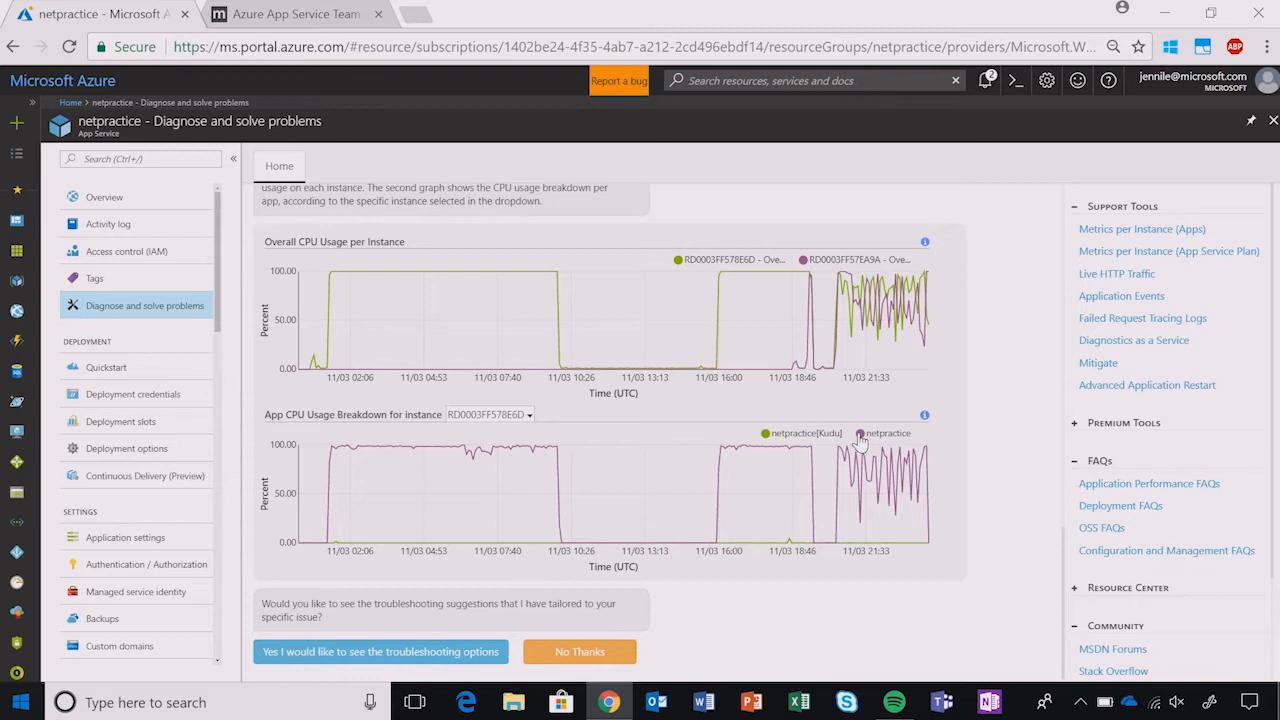 netpractice - Microsoft A
Azure App Service Team
Secure
https://ms.portal.azure.com/#resource/subscriptions/1402be24-4f35-4ab7-a212-2cd496ebdf14/resourceGroups/netpractice/providers/Microsoft.W...
ABP
Microsoft Azure
Report a bug
Search resources, services and docs
2
jennile@microsoft.com
MICROSOFT
Home > netpractice - Diagnose and solve problems
netpractice - Diagnose and solve problems
App Service
Search (Ctrl+/)
Overview
Activity log
Access control (IAM)
Tags
Diagnose and solve problems
DEPLOYMENT
Quickstart
Deployment credentials
Deployment slots
Deployment options
Continuous Delivery (Preview)
SETTINGS
Application settings
Authentication / Authorization
Managed service identity
Backups
Custom domains
Home
usage on each instance. The second graph shows the CPU usage breakdown per
app, according to the specific instance selected in the dropdown.
Overall CPU Usage per Instance
RD0003FF578E6D - Ove... RD0003FF57EA9A - Ove...
100.00
50.00
0.00
Percent
11/03 02:06 11/03 04:53 11/03 07:40 11/03 10:26 11/03 13:13 11/03 16:00 11/03 18:46 11/03 21:33
Time (UTC)
App CPU Usage Breakdown for instance RD0003FF578E6D
netpractice[Kudu] netpractice
100.00
50.00
0.00
Percent
11/03 02:06 11/03 04:53 11/03 07:40 11/03 10:26 11/03 13:13 11/03 16:00 11/03 18:46 11/03 21:33
Time (UTC)
Would you like to see the troubleshooting suggestions that I have tailored to your
specific issue?
Yes I would like to see the troubleshooting options
No Thanks
SUPPORT TOOLS
Metrics per Instance (Apps)
Metrics per Instance (App Service Plan)
Live HTTP Traffic
Application Events
Failed Request Tracing Logs
Diagnostics as a Service
Mitigate
Advanced Application Restart
PREMIUM TOOLS
FAQS
Application Performance FAQs
Deployment FAQs
OSS FAQs
Configuration and Management FAQs
RESOURCE CENTER
COMMUNITY
MSDN Forums
Stack Overflow
Type here to search